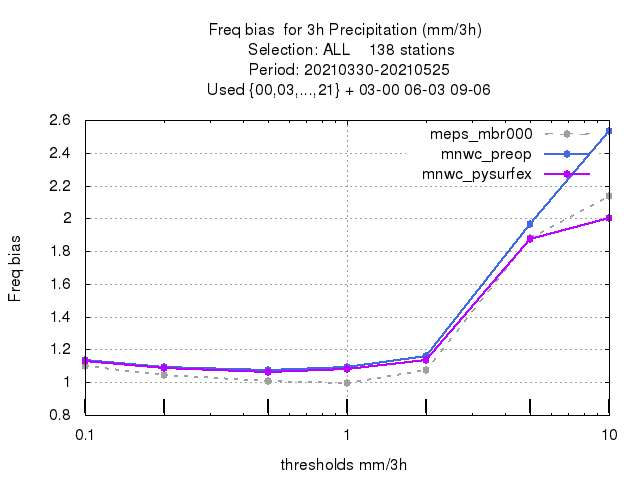 Freq bias  for 3h Precipitation (mm/3h)
Selection: ALL    138 stations
Period: 20210330-20210525
Used {00,03,...,21} + 03-00 06-03 09-06
meps_mbr000
mnwc_preop
mnwc_pysurfex
2.6
2.4
2.2
2
1.8
1.6
1.4
1.2
1
0.8
Freq bias
0.1
1
10
thresholds mm/3h